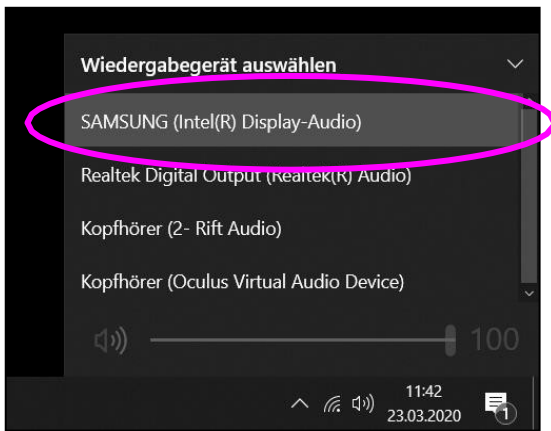 Wiedergabegerät auswählen
SAMSUNG (Intel(R) Display-Audio)
Realtek Digital Output (Realtek(R) Audio)
Kopfhörer (2- Rift Audio)
Kopfhörer (Oculus Virtual Audio Device)
100
11:42
23.03.2020
1